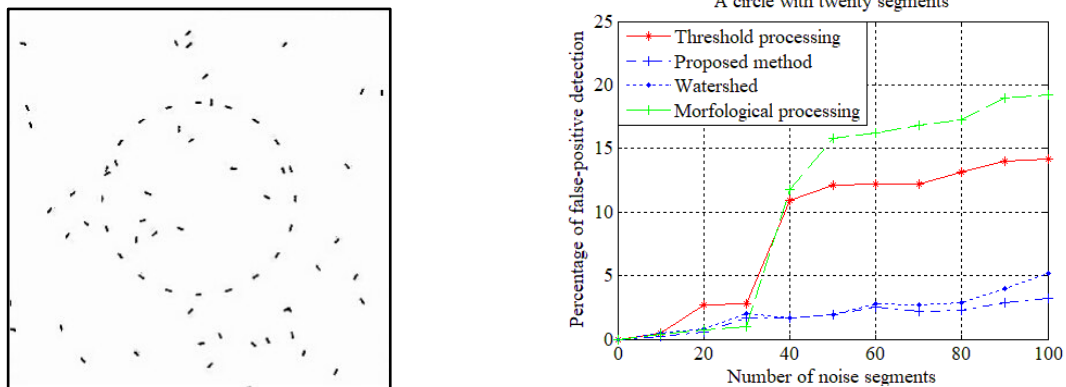 A circle with twenty segments
25
20
15
10
5
0
Percentage of false-positive detection
Threshold processing
Proposed method
Watershed
Morfological processing
0 20 40 60 80 100
Number of noise segments